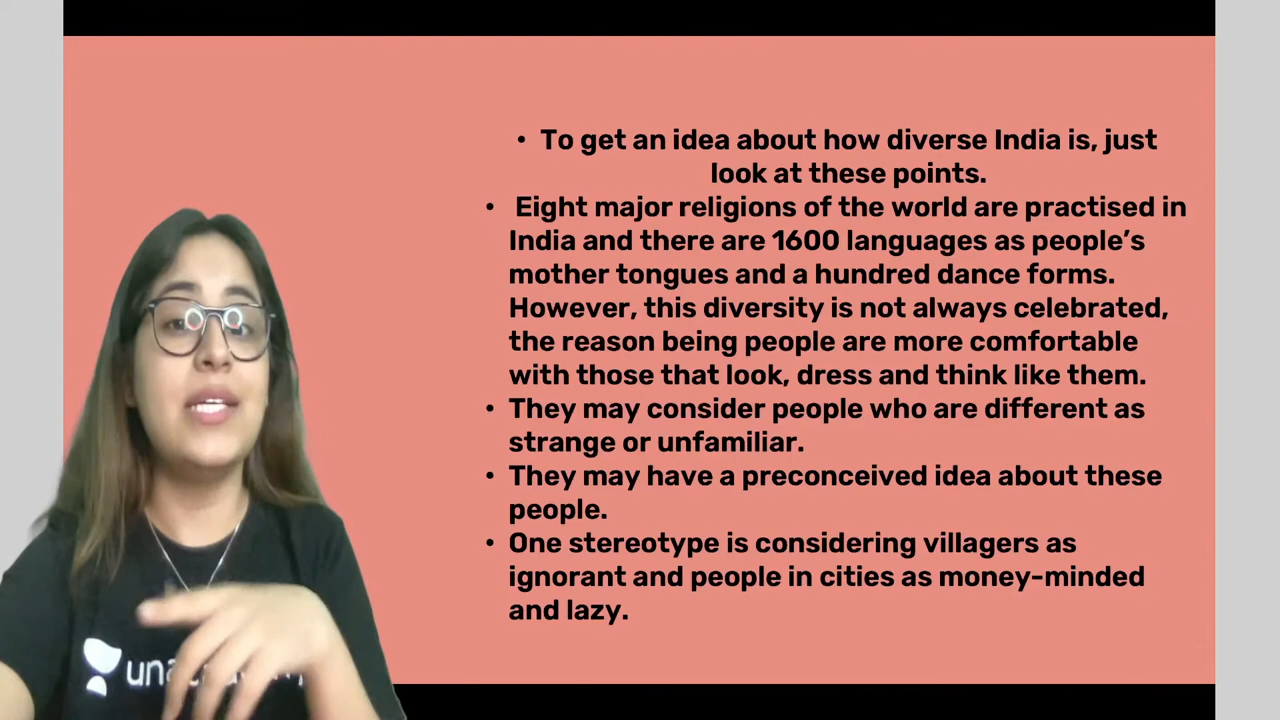 • To get an idea about how diverse India is, just
look at these points.
• Eight major religions of the world are practised in
India and there are 1600 languages as people’s
mother tongues and a hundred dance forms.
However, this diversity is not always celebrated,
the reason being people are more comfortable
with those that look, dress and think like them.
• They may consider people who are different as
strange or unfamiliar.
• They may have a preconceived idea about these
people.
• One stereotype is considering villagers as
ignorant and people in cities as money-minded
and lazy.